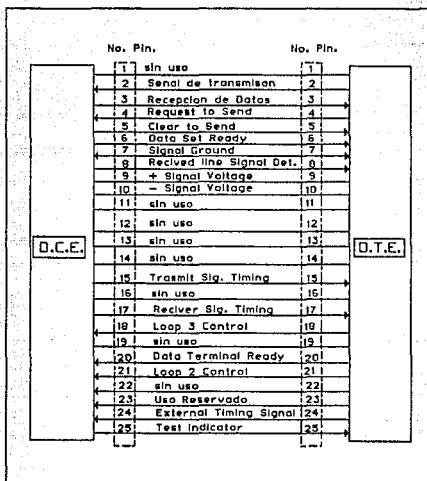 No. Pin. No. Pin.
1 sin uso 1
2 Senal de transmison 2
3 Recepcion de Datos 3
4 Request to Send 4
5 Clear to Send 5
6 Data Set Ready 6
7 Signal Ground 7
8 Recived line Signal Det. 8
9 + Signal Voltage 9
10 - Signal Voltage 10
11 sin uso 11
12 sin uso 12
13 sin uso 13
D.C.E. D.T.E.
14 sin uso 14
15 Trasmit Sig. Timing 15
16 sin uso 16
17 Reciver Sig. Timing 17
18 Loop 3 Control 18
19 sin uso 19
20 Data Terminal Ready 20
21 Loop 2 Control 21
22 sin uso 22
23 Uso Reservado 23
24 External Timing Signal 24
25 Test Indicator 25